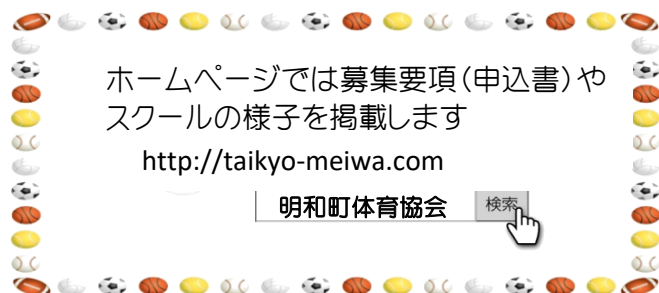 ホームページでは募集要項(申込書)や
スクールの様子を掲載します
http://taikyo-meiwa.com
明和町体育協会 検索